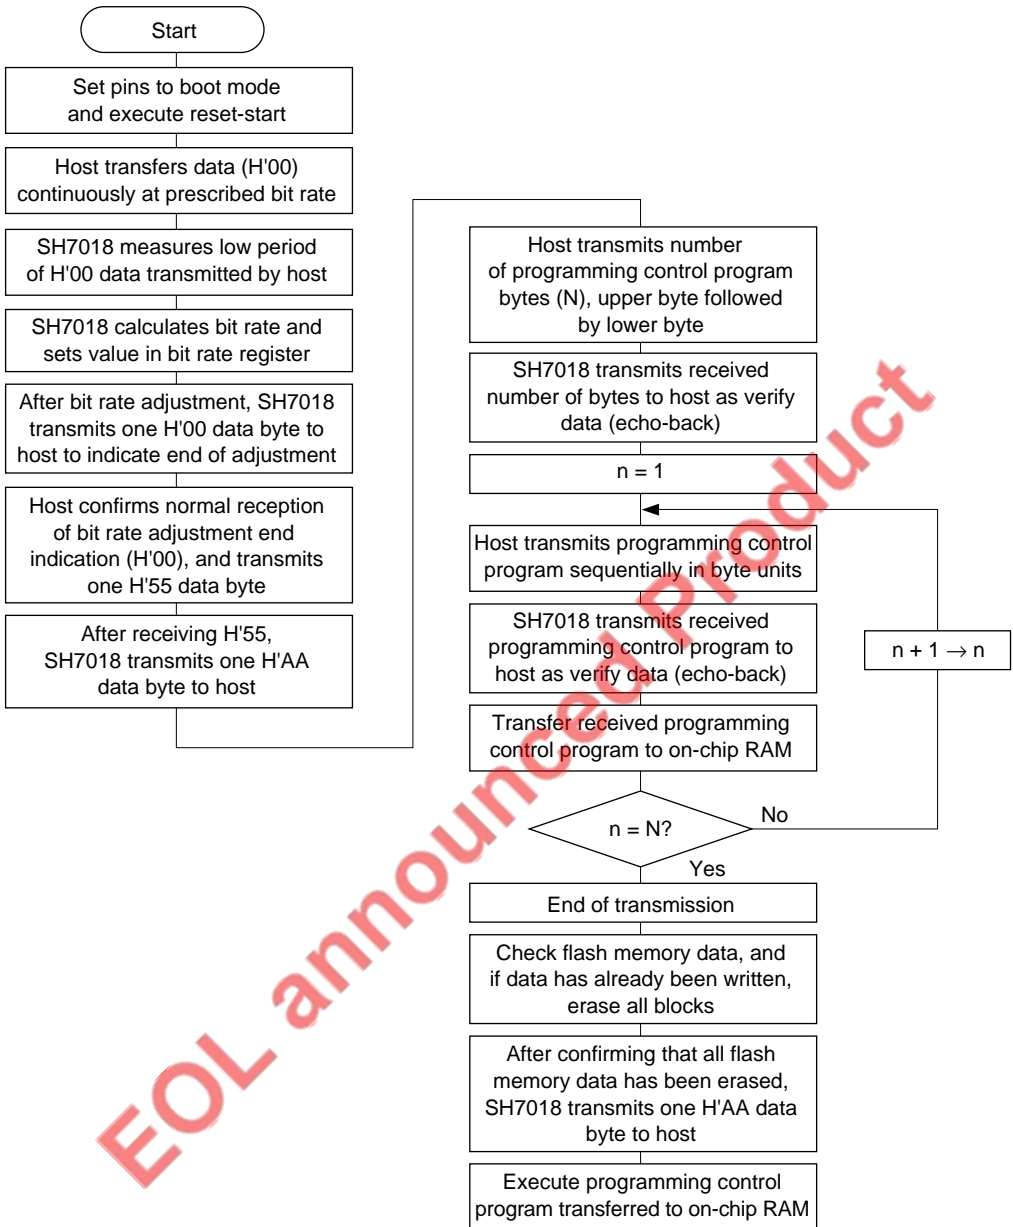 Start
Set pins to boot mode
and execute reset-start
Host transfers data (H'00)
continuously at prescribed bit rate
SH7018 measures low period
of H'00 data transmitted by host
SH7018 calculates bit rate and
sets value in bit rate register
After bit rate adjustment, SH7018
transmits one H'00 data byte to
host to indicate end of adjustment
Host confirms normal reception
of bit rate adjustment end
indication (H'00), and transmits
one H'55 data byte
After receiving H'55,
SH7018 transmits one H'AA
data byte to host
Host transmits number
of programming control program
bytes (N), upper byte followed
by lower byte
SH7018 transmits received
number of bytes to host as verify
data (echo-back)
n = 1
Host transmits programming control
program sequentially in byte units
SH7018 transmits received
programming control program to
host as verify data (echo-back)
n + 1 → n
Transfer received programming
control program to on-chip RAM
n = N?
No
Yes
End of transmission
Check flash memory data, and
if data has already been written,
erase all blocks
After confirming that all flash
memory data has been erased,
SH7018 transmits one H'AA data
byte to host
Execute programming control
program transferred to on-chip RAM
EOL announced Product